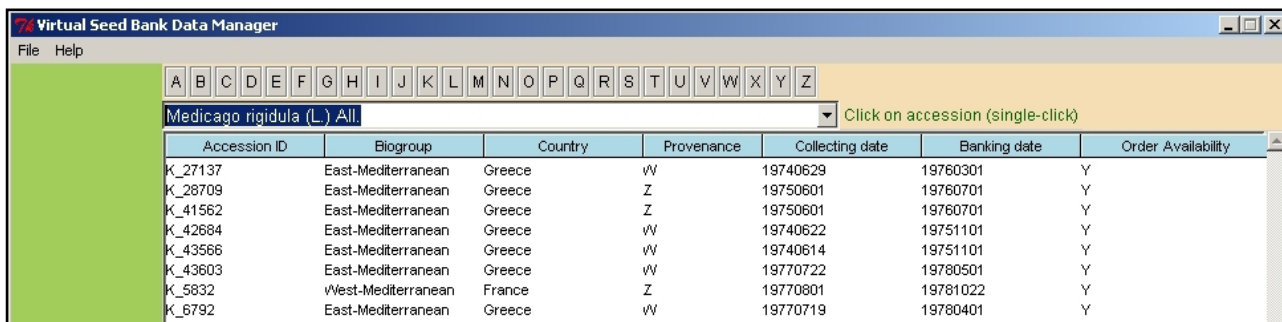 Virtual Seed Bank Data Manager
File Help
A B C D E F G H I J K L M N O P Q R S T U V W X Y Z
Medicago rigidula (L.) All. Click on accession (single-click)
Accession ID Biogroup Country Provenance Collecting date Banking date Order Availability
K_27137 East-Mediterranean Greece W 19740629 19760301 Y
K_28709 East-Mediterranean Greece Z 19750601 19760701 Y
K_41562 East-Mediterranean Greece Z 19750601 19760701 Y
K_42684 East-Mediterranean Greece W 19740622 19751101 Y
K_43566 East-Mediterranean Greece W 19740614 19751101 Y
K_43603 East-Mediterranean Greece W 19770722 19780501 Y
K_5832 West-Mediterranean France Z 19770801 19781022 Y
K_6792 East-Mediterranean Greece W 19770719 19780401 Y